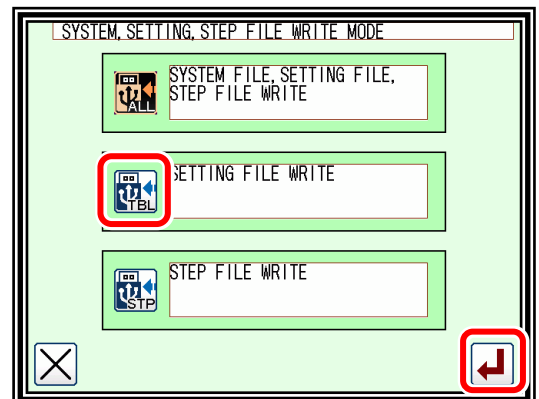 SYSTEM, SETTING, STEP FILE WRITE MODE
SYSTEM FILE, SETTING FILE,
STEP FILE WRITE
ALL
SETTING FILE WRITE
TBL
STEP FILE WRITE
STP